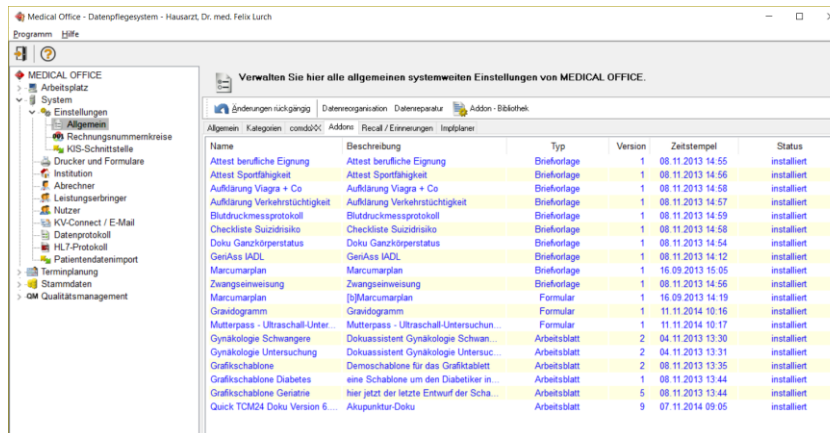 Medical Office - Datenpflegesystem - Hausarzt, Dr. med. Felix Lurch
Programm Hilfe
MEDICAL OFFICE
Arbeitsplatz
System
Einstellungen
Allgemein
Rechnungsnummernkreise
KIS-Schnittstelle
Drucker und Formulare
Institution
Abrechner
Leistungserbringer
Nutzer
KV-Connect / E-Mail
Datenprotokoll
HL7-Protokoll
Patientendatenimport
Terminplanung
Stammdaten
QM Qualitätsmanagement
Verwalten Sie hier alle allgemeinen systemweiten Einstellungen von MEDICAL OFFICE.
Änderungen rückgängig Datenreorganisation Datenreparatur Addon - Bibliothek
Allgemein Kategorien Addons Recall / Erinnerungen Impfplaner
Name Beschreibung Typ Version Zeitstempel Status
Attest berufliche Eignung Attest berufliche Eignung Briefvorlage 1 08.11.2013 14:55 installiert
Attest Sportfähigkeit Attest Sportfähigkeit Briefvorlage 1 08.11.2013 14:56 installiert
Aufklärung Viagra + Co Aufklärung Viagra + Co Briefvorlage 1 08.11.2013 14:58 installiert
Aufklärung Verkehrstüchtigkeit Aufklärung Verkehrstüchtigkeit Briefvorlage 1 08.11.2013 14:57 installiert
Blutdruckmessprotokoll Blutdruckmessprotokoll Briefvorlage 1 08.11.2013 14:59 installiert
Checkliste Suizidrisiko Checkliste Suizidrisiko Briefvorlage 1 08.11.2013 14:58 installiert
Doku Ganzkörperstatus Doku Ganzkörperstatus Briefvorlage 1 08.11.2013 14:54 installiert
GeriAss IADL GeriAss IADL Briefvorlage 1 08.11.2013 14:12 installiert
Marcumarplan Marcumarplan Briefvorlage 1 16.09.2013 15:05 installiert
Zwangseinweisung Zwangseinweisung Briefvorlage 1 08.11.2013 14:56 installiert
Marcumarplan [b]Marcumarplan Formular 1 16.09.2013 14:19 installiert
Gravidogramm Gravidogramm Formular 1 11.11.2014 10:16 installiert
Mutterpass - Ultraschall-Unter... Mutterpass - Ultraschall-Untersuchun... Formular 1 11.11.2014 10:17 installiert
Gynäkologie Schwangere Dokuassistent Gynäkologie Schwan... Arbeitsblatt 2 04.11.2013 13:30 installiert
Gynäkologie Untersuchung Dokuassistent Gynäkologie Untersuc... Arbeitsblatt 2 04.11.2013 13:31 installiert
Grafikschablone Demoschablone für das Grafiktablett Arbeitsblatt 2 08.11.2013 13:35 installiert
Grafikschablone Diabetes eine Schablone um den Diabetiker in... Arbeitsblatt 1 08.11.2013 13:44 installiert
Grafikschablone Geriatrie hier jetzt der letzte Entwurf der Scha... Arbeitsblatt 5 08.11.2013 13:44 installiert
Quick TCM24 Doku Version 6.... Akupunktur-Doku Arbeitsblatt 9 07.11.2014 09:05 installiert